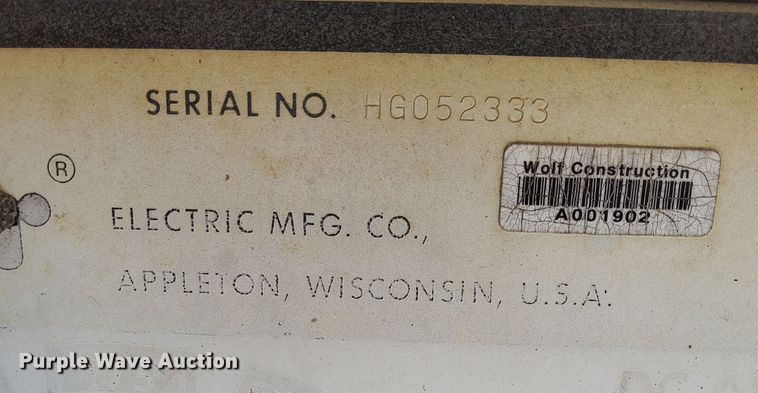 SERIAL NO. HG052333
®
Wolf Construction
A001902
ELECTRIC MFG. CO.,
APPLETON, WISCONSIN, U.S.A.
Purple Wave Auction